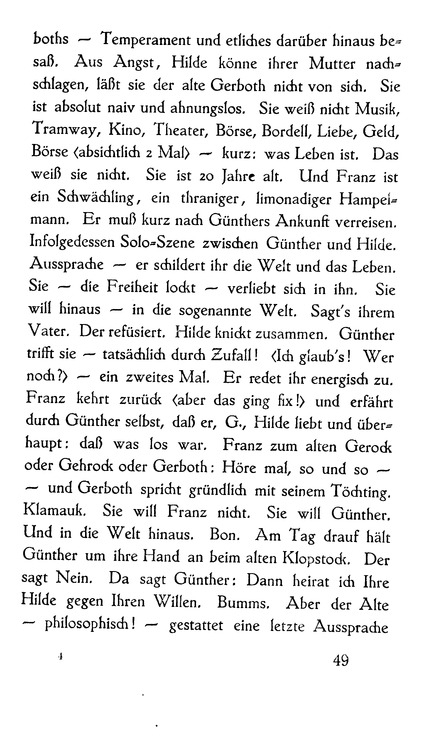 boths — Temperament und etliches darüber hinaus be=
saß. Aus Angst, Hilde könne ihrer Mutter nach=
schlagen, läßt sie der alte Gerboth nicht von sich. Sie
ist absolut naiv und ahnungslos. Sie weiß nicht Musik,
Tramway, Kino, Theater, Börse, Bordell, Liebe, Geld,
Börse (absichtlich 2 Mal) — kurz: was Leben ist. Das
weiß sie nicht. Sie ist 20 Jahre alt. Und Franz ist
ein Schwächling, ein thraniger, limonadiger Hampel=
mann. Er muß kurz nach Günthers Ankunft verreisen.
Infolgedessen Solo=Szene zwischen Günther und Hilde.
Aussprache — er schildert ihr die Welt und das Leben.
Sie — die Freiheit lockt — verliebt sich in ihn. Sie
will hinaus — in die sogenannte Welt. Sagt's ihrem
Vater. Der refüsiert. Hilde knickt zusammen. Günther
trifft sie — tatsächlich durch Zufall! (Ich glaub's! Wer
noch?) — ein zweites Mal. Er redet ihr energisch zu.
Franz kehrt zurück (aber das ging fix!) und erfährt
durch Günther selbst, daß er, G., Hilde liebt und über=
haupt: daß was los war. Franz zum alten Gerock
oder Gehrock oder Gerboth: Höre mal, so und so —
— und Gerboth spricht gründlich mit seinem Töchting.
Klamauk. Sie will Franz nicht. Sie will Günther.
Und in die Welt hinaus. Bon. Am Tag drauf hält
Günther um ihre Hand an beim alten Klopstock. Der
sagt Nein. Da sagt Günther: Dann heirat ich Ihre
Hilde gegen Ihren Willen. Bumms. Aber der Alte
— philosophisch! — gestattet eine letzte Aussprache
4 49